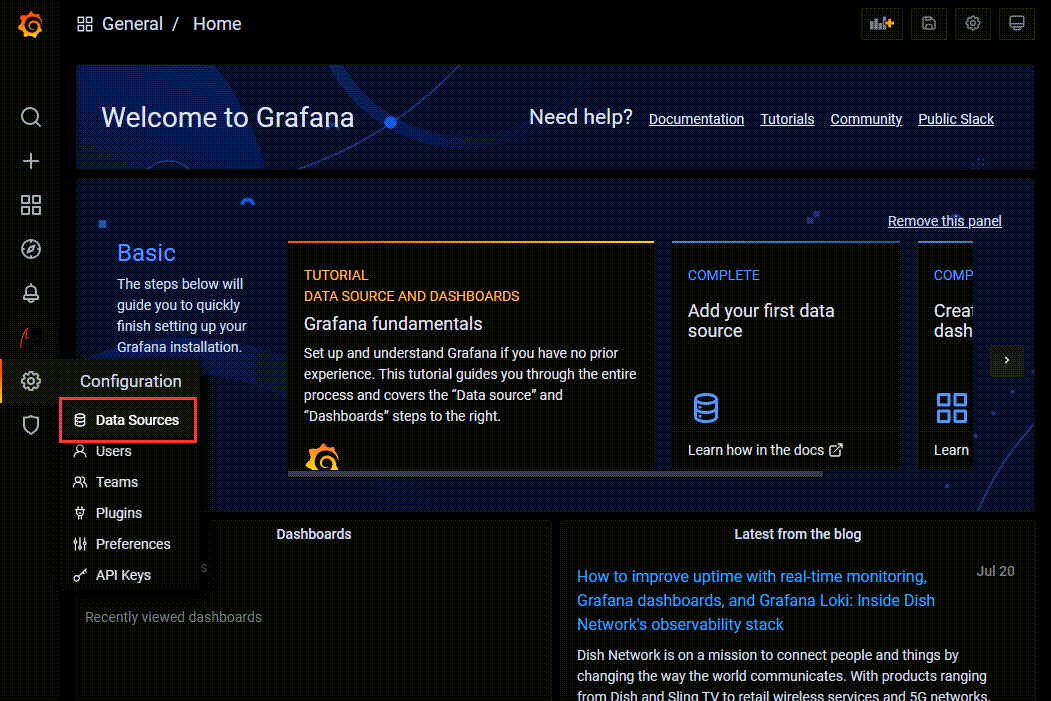 General / Home
Welcome to Grafana
Need help?
Documentation
Tutorials
Community
Public Slack
Remove this panel
Basic
The steps below will
guide you to quickly
finish setting up your
Grafana installation.
TUTORIAL
DATA SOURCE AND DASHBOARDS
Grafana fundamentals
Set up and understand Grafana if you have no prior
experience. This tutorial guides you through the entire
process and covers the “Data source” and
“Dashboards” steps to the right.
COMPLETE
Add your first data
source
Learn how in the docs
COMP
Creat
dash
Learn
Configuration
Data Sources
Users
Teams
Plugins
Preferences
API Keys
Dashboards
s
Recently viewed dashboards
Latest from the blog
How to improve uptime with real-time monitoring,
Grafana dashboards, and Grafana Loki: Inside Dish
Network's observability stack
Jul 20
Dish Network is on a mission to connect people and things by
changing the way the world communicates. With products ranging
from Dish and Sling TV to retail wireless services and 5G networks,